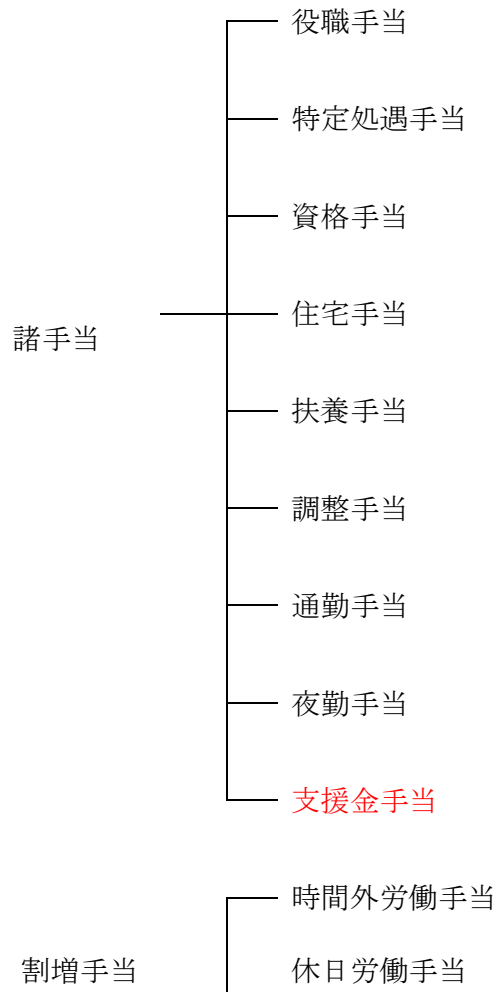 役職手当
特定処遇手当
資格手当
住宅手当
諸手当
扶養手当
調整手当
通勤手当
夜勤手当
支援金手当
時間外労働手当
割増手当
休日労働手当